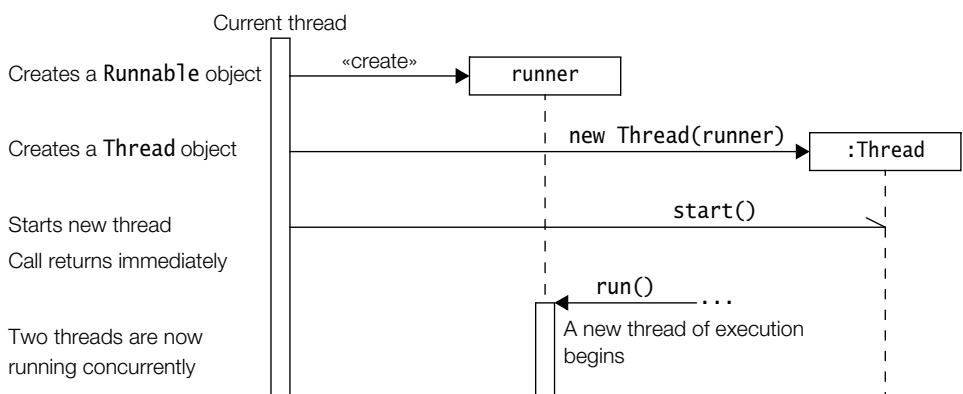 Current thread
Creates a Runnable object
«create»
runner
Creates a Thread object
new Thread(runner)
:Thread
Starts new thread
start()
Call returns immediately
run()
...
Two threads are now
running concurrently
A new thread of execution
begins